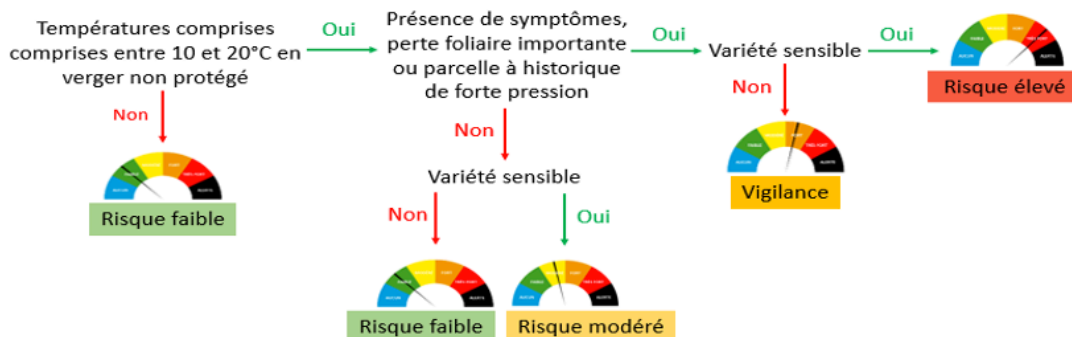 Températures comprises
comprises entre 10 et 20°C en
verger non protégé
Oui
Présence de symptômes,
perte foliaire importante
ou parcelle à historique
de forte pression
Oui
Variété sensible
Oui
Risque élevé
Non
Risque faible
Non
Variété sensible
Non
Vigilance
Non
Oui
Risque faible
Risque modéré